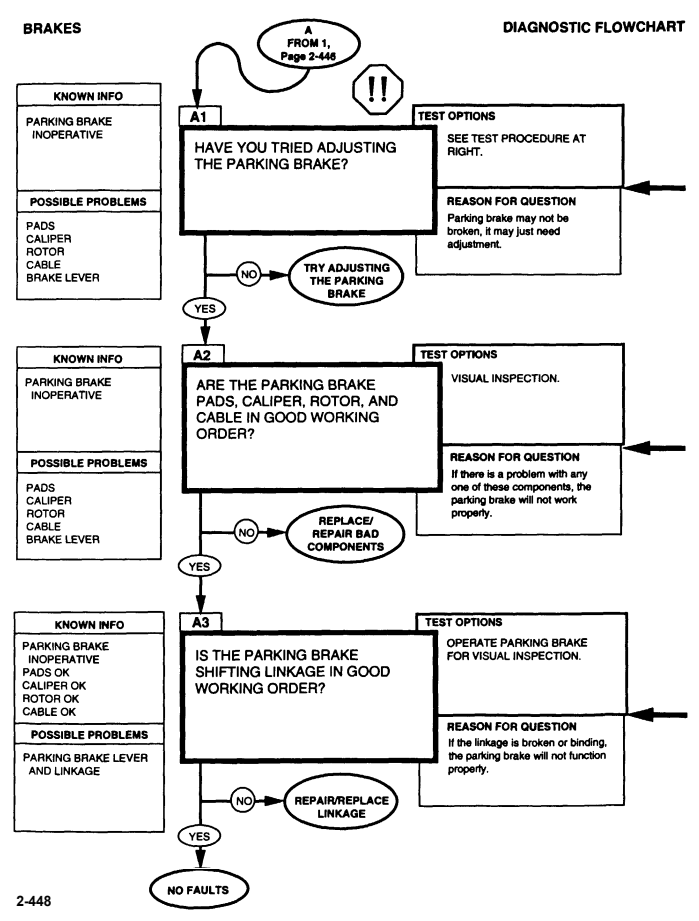 BRAKES
DIAGNOSTIC FLOWCHART
A
FROM 1,
Page 2-446
!!
KNOWN INFO
PARKING BRAKE
INOPERATIVE
POSSIBLE PROBLEMS
PADS
CALIPER
ROTOR
CABLE
BRAKE LEVER
A1
HAVE YOU TRIED ADJUSTING
THE PARKING BRAKE?
TEST OPTIONS
SEE TEST PROCEDURE AT
RIGHT.
REASON FOR QUESTION
Parking brake may not be
broken, it may just need
adjustment.
NO
TRY ADJUSTING
THE PARKING
BRAKE
YES
KNOWN INFO
PARKING BRAKE
INOPERATIVE
POSSIBLE PROBLEMS
PADS
CALIPER
ROTOR
CABLE
BRAKE LEVER
A2
ARE THE PARKING BRAKE
PADS, CALIPER, ROTOR, AND
CABLE IN GOOD WORKING
ORDER?
TEST OPTIONS
VISUAL INSPECTION.
REASON FOR QUESTION
If there is a problem with any
one of these components, the
parking brake will not work
properly.
NO
REPLACE/
REPAIR BAD
COMPONENTS
YES
KNOWN INFO
PARKING BRAKE
INOPERATIVE
PADS OK
CALIPER OK
ROTOR OK
CABLE OK
POSSIBLE PROBLEMS
PARKING BRAKE LEVER
AND LINKAGE
A3
IS THE PARKING BRAKE
SHIFTING LINKAGE IN GOOD
WORKING ORDER?
TEST OPTIONS
OPERATE PARKING BRAKE
FOR VISUAL INSPECTION.
REASON FOR QUESTION
If the linkage is broken or binding,
the parking brake will not function
properly.
NO
REPAIR/REPLACE
LINKAGE
YES
NO FAULTS
2-448